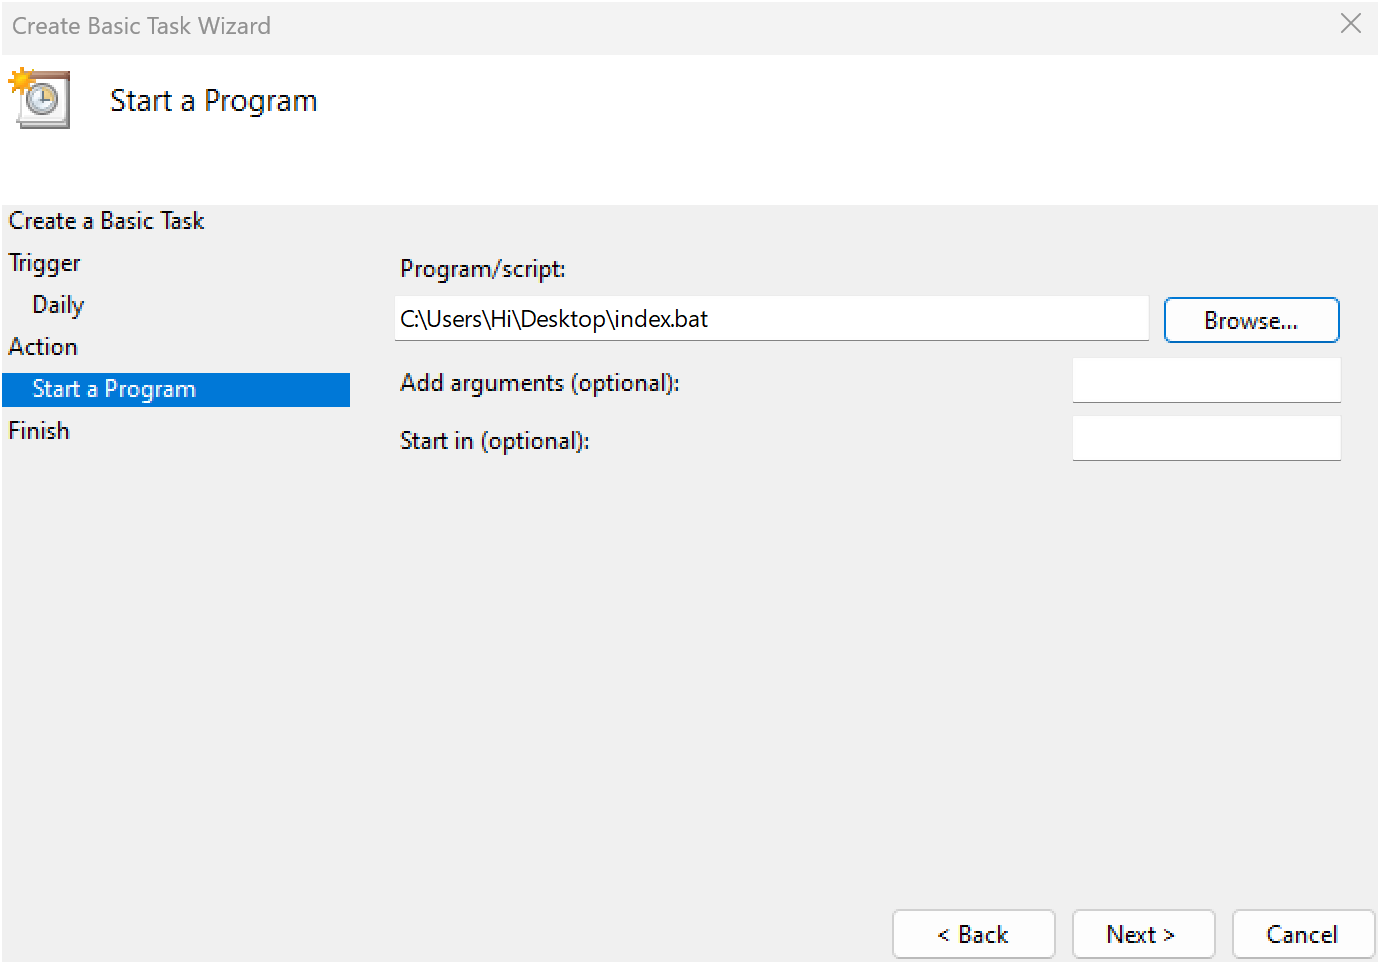 Create Basic Task Wizard
Start a Program
Create a Basic Task
Trigger
Daily
Action
Start a Program
Finish
Program/script:
C:\Users\Hi\Desktop\index.bat
Browse...
Add arguments (optional):
Start in (optional):
< Back
Next >
Cancel